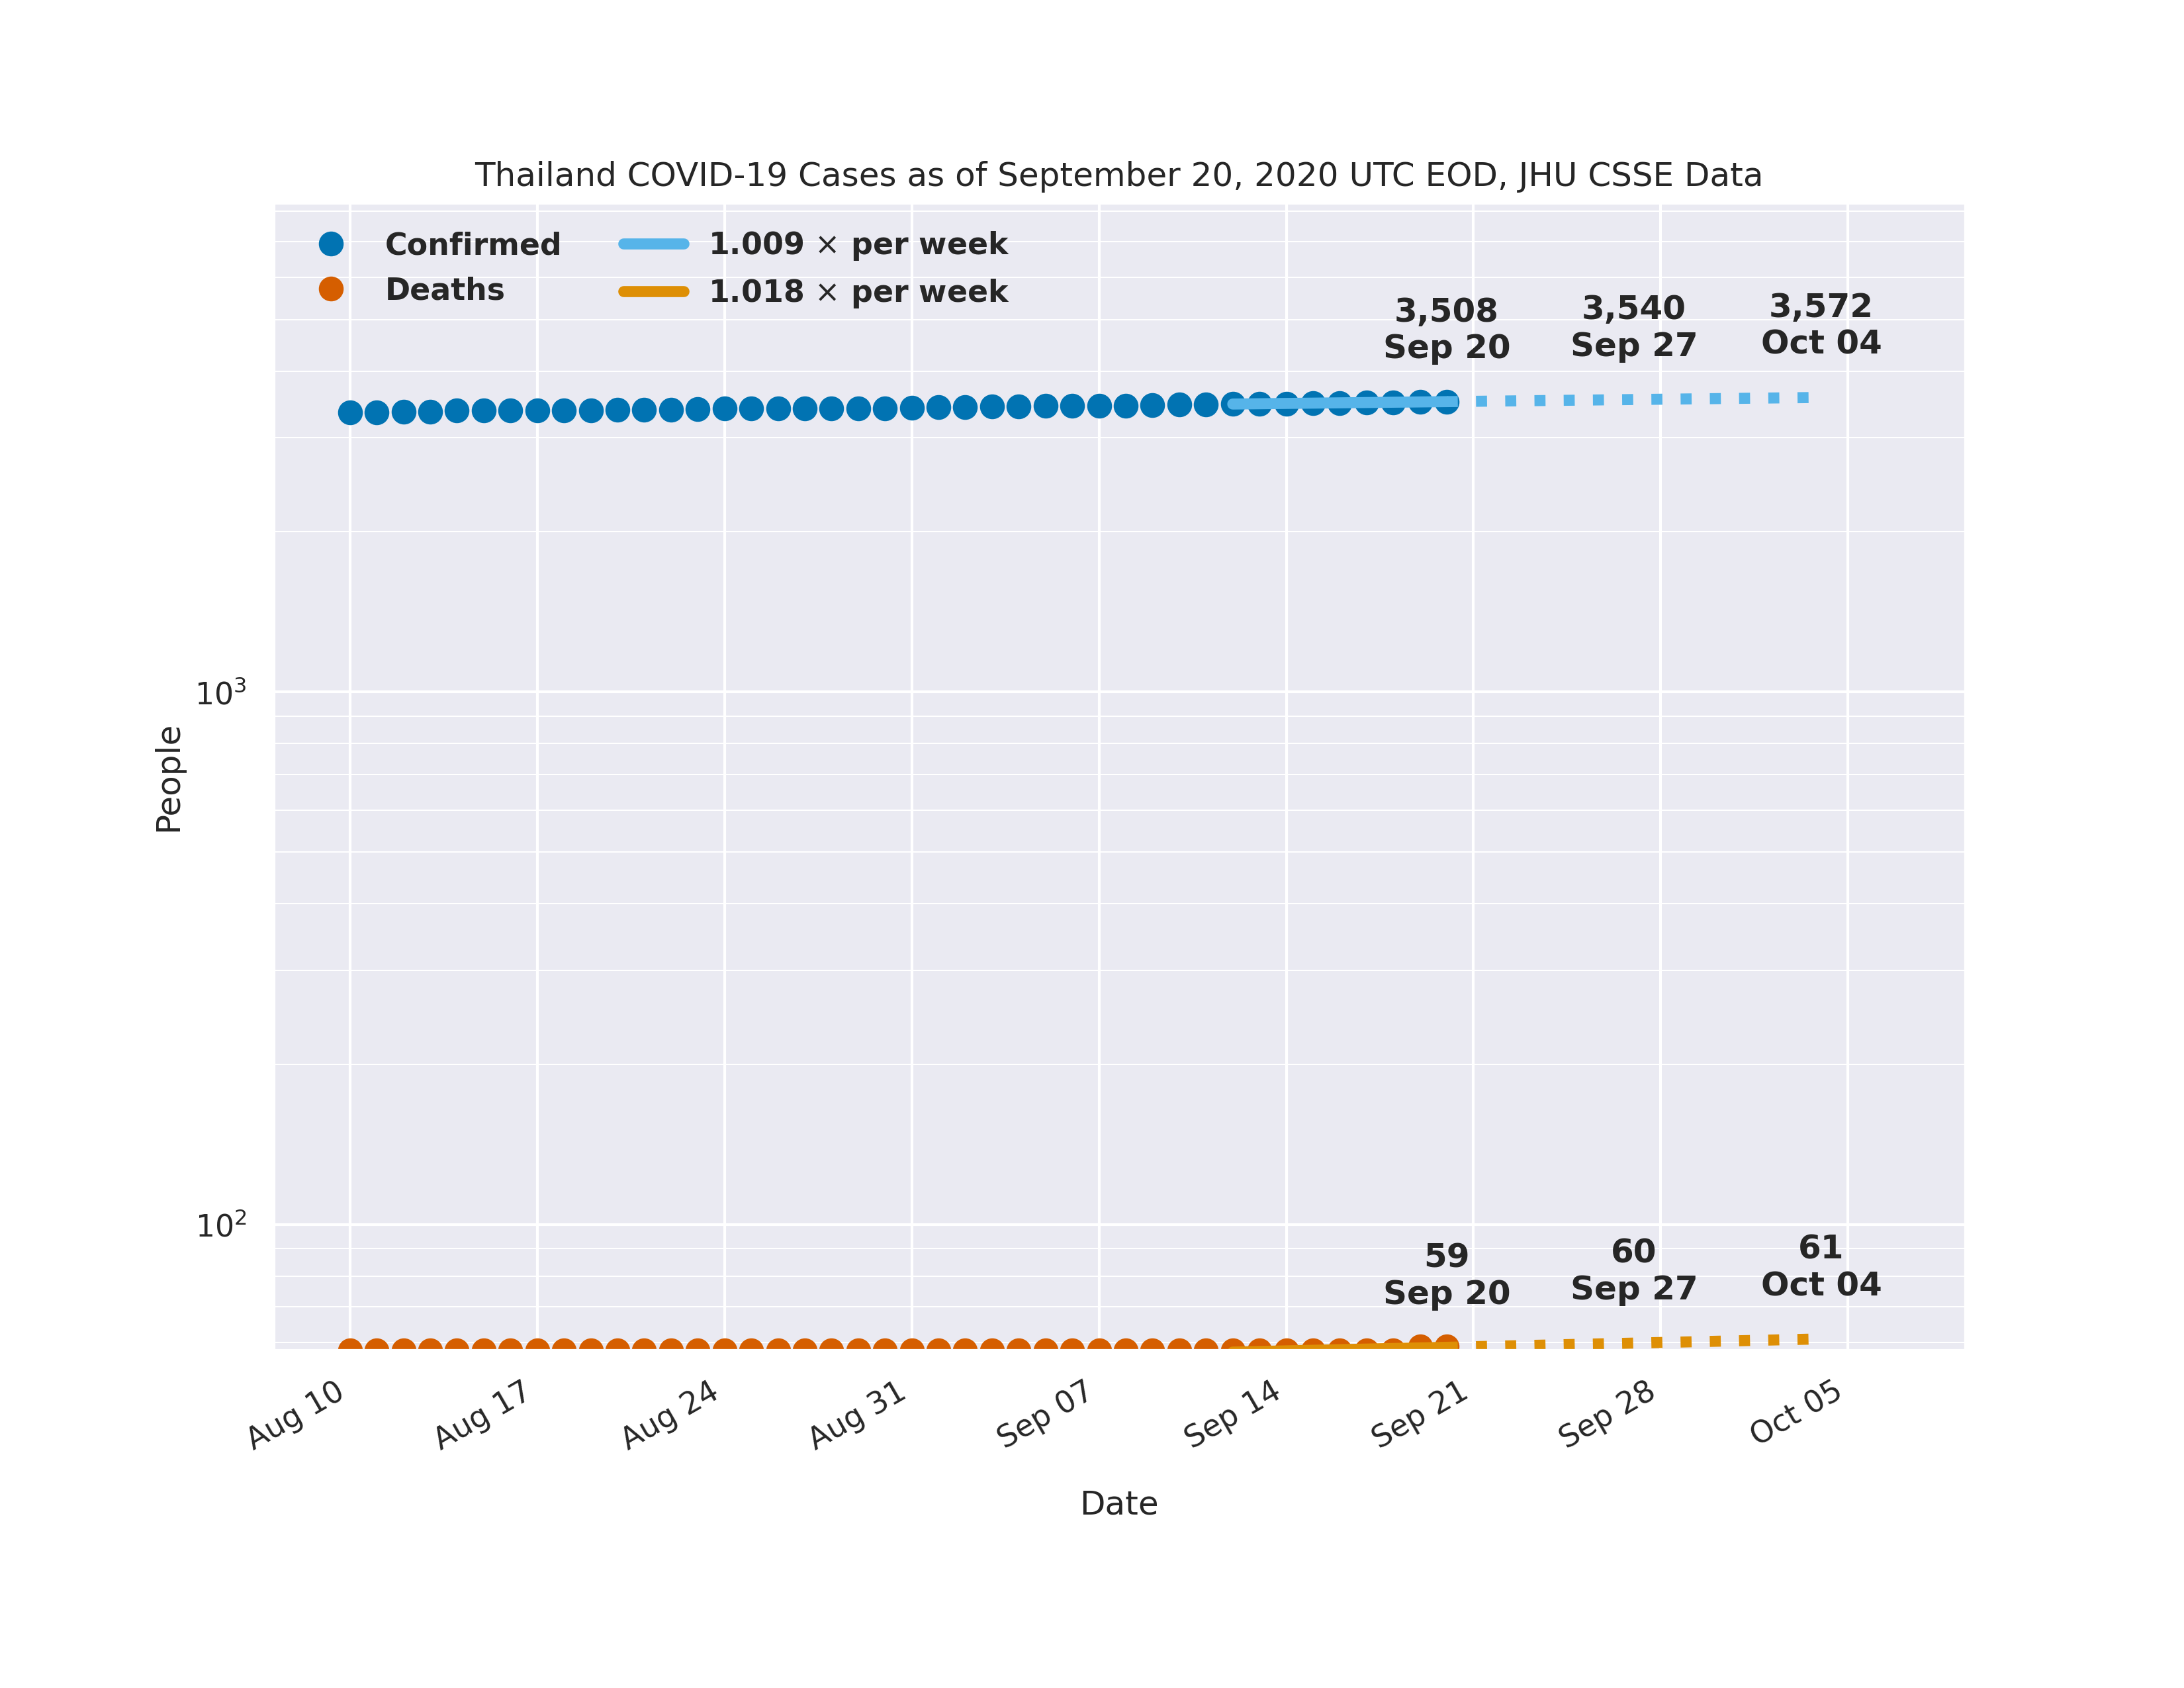 Thailand COVID-19 Cases as of September 20, 2020 UTC EOD, JHU CSSE Data
Confirmed
Deaths
1.009 × per week
1.018 × per week
3,508
Sep 20
3,540
Sep 27
3,572
Oct 04
People
10³
10²
59
Sep 20
60
Sep 27
61
Oct 04
Aug 10
Aug 17
Aug 24
Aug 31
Sep 07
Sep 14
Sep 21
Sep 28
Oct 05
Date